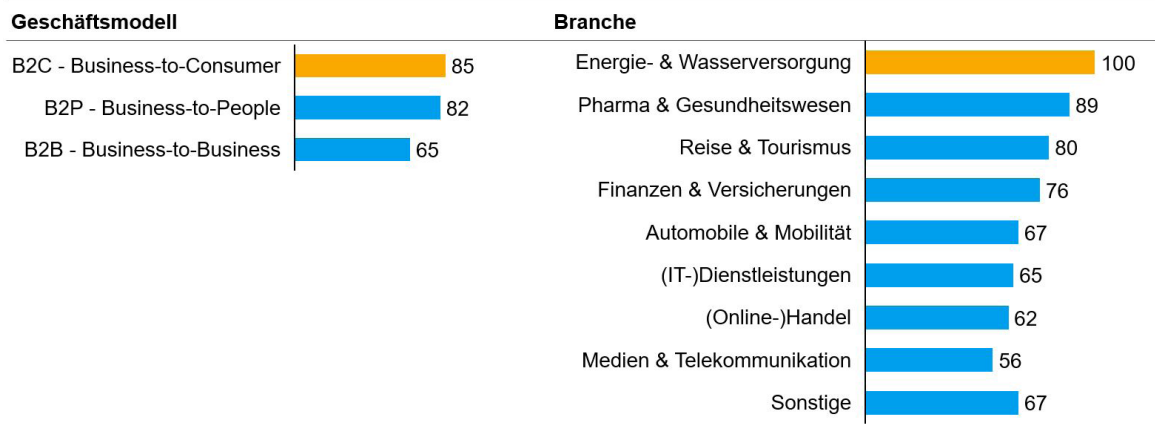 Geschäftsmodell
B2C - Business-to-Consumer 85
B2P - Business-to-People 82
B2B - Business-to-Business 65
Branche
Energie- & Wasserversorgung 100
Pharma & Gesundheitswesen 89
Reise & Tourismus 80
Finanzen & Versicherungen 76
Automobile & Mobilität 67
(IT-)Dienstleistungen 65
(Online-)Handel 62
Medien & Telekommunikation 56
Sonstige 67